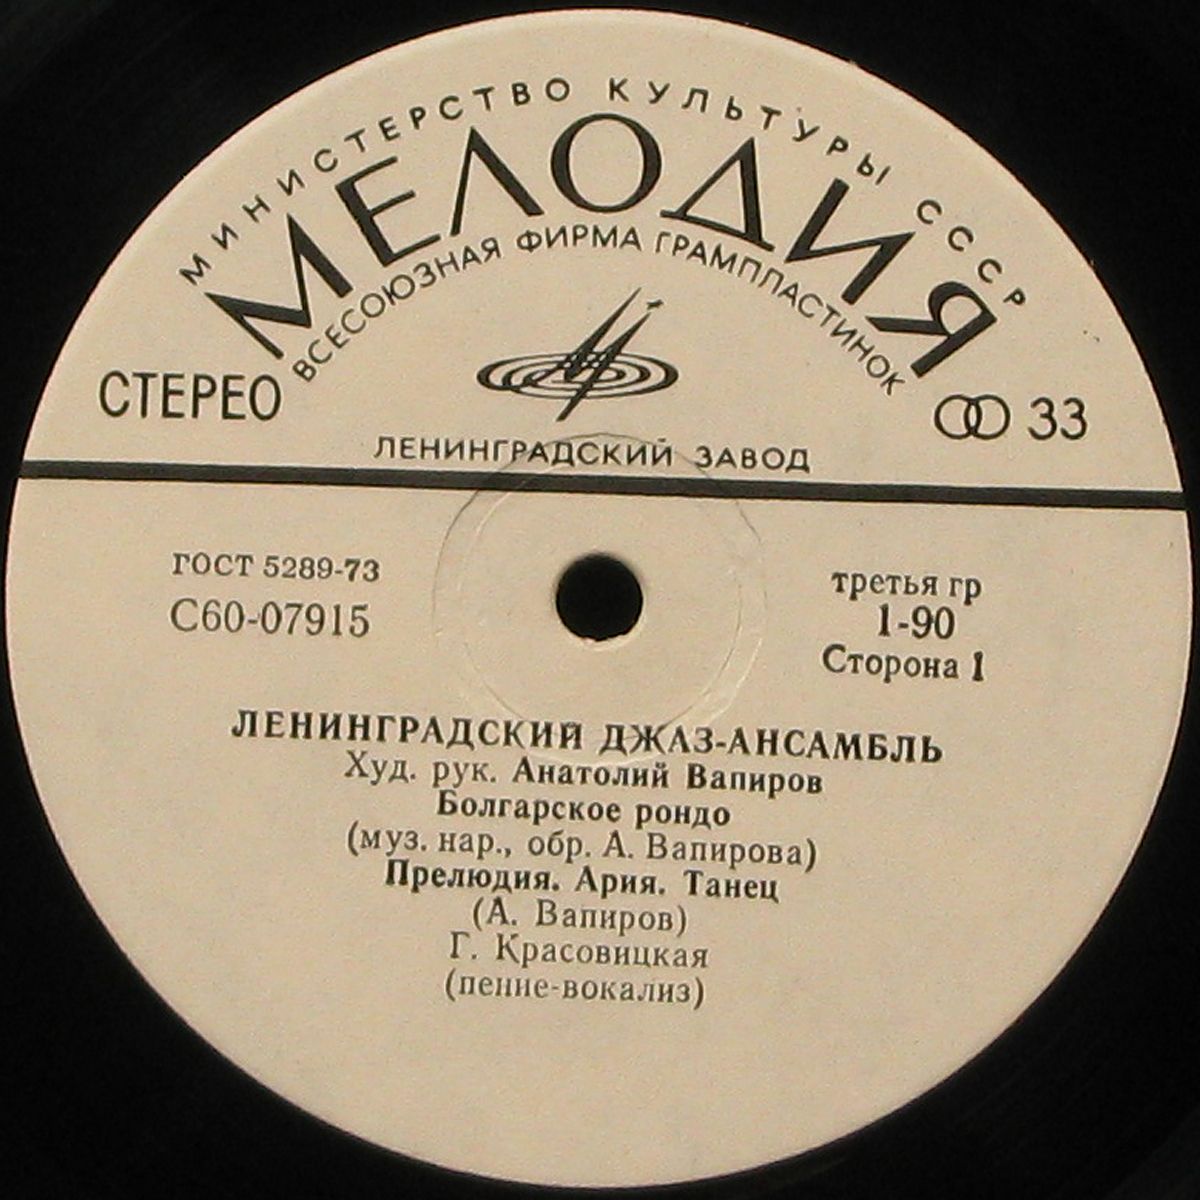 МИНИСТЕРСТВО КУЛЬТУРЫ СССР
МЕЛОДИЯ
ВСЕСОЮЗНАЯ ФИРМА ГРАМПЛАСТИНОК
СТЕРЕО
33
ЛЕНИНГРАДСКИЙ ЗАВОД
ГОСТ 5289-73
С60-07915
третья гр
1-90
Сторона 1
ЛЕНИНГРАДСКИЙ ДЖАЗ-АНСАМБЛЬ
Худ. рук. Анатолий Вапиров
Болгарское рондо
(муз. нар., обр. А. Вапирова)
Прелюдия. Ария. Танец
(А. Вапиров)
Г. Красовицкая
(пение-вокализ)